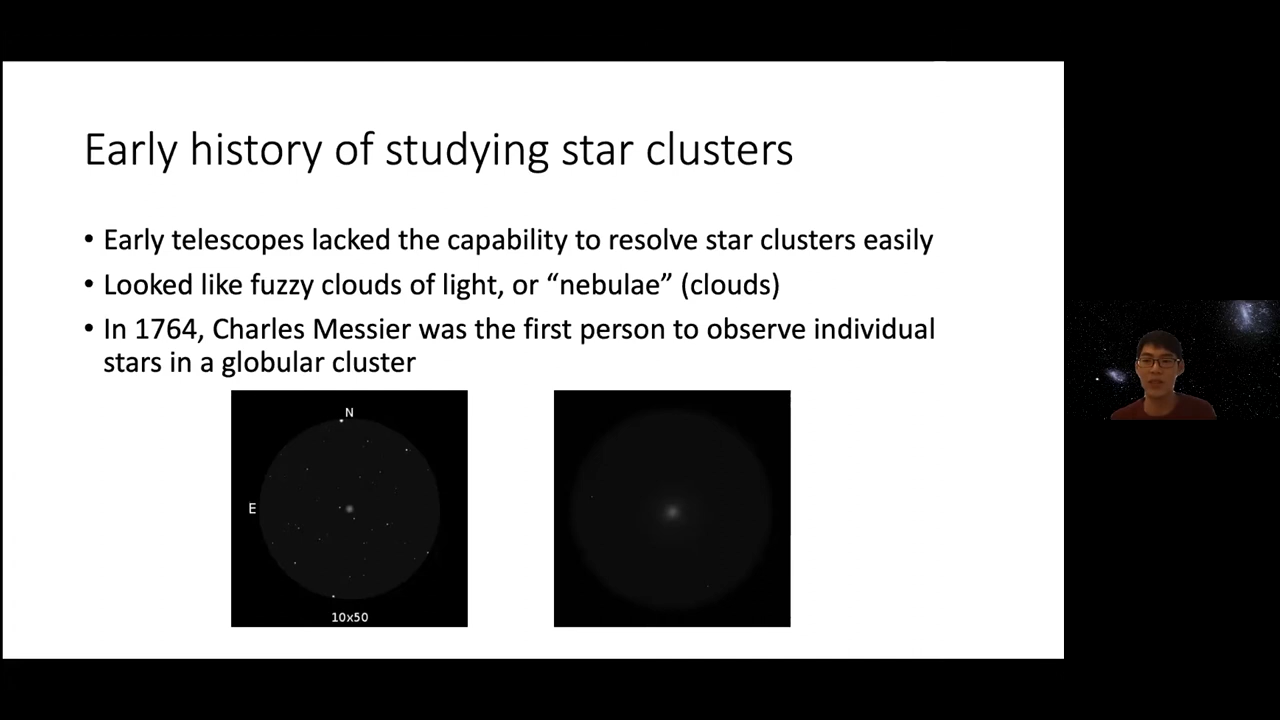 Early history of studying star clusters
• Early telescopes lacked the capability to resolve star clusters easily
• Looked like fuzzy clouds of light, or “nebulae” (clouds)
• In 1764, Charles Messier was the first person to observe individual
stars in a globular cluster
N
E
10x50